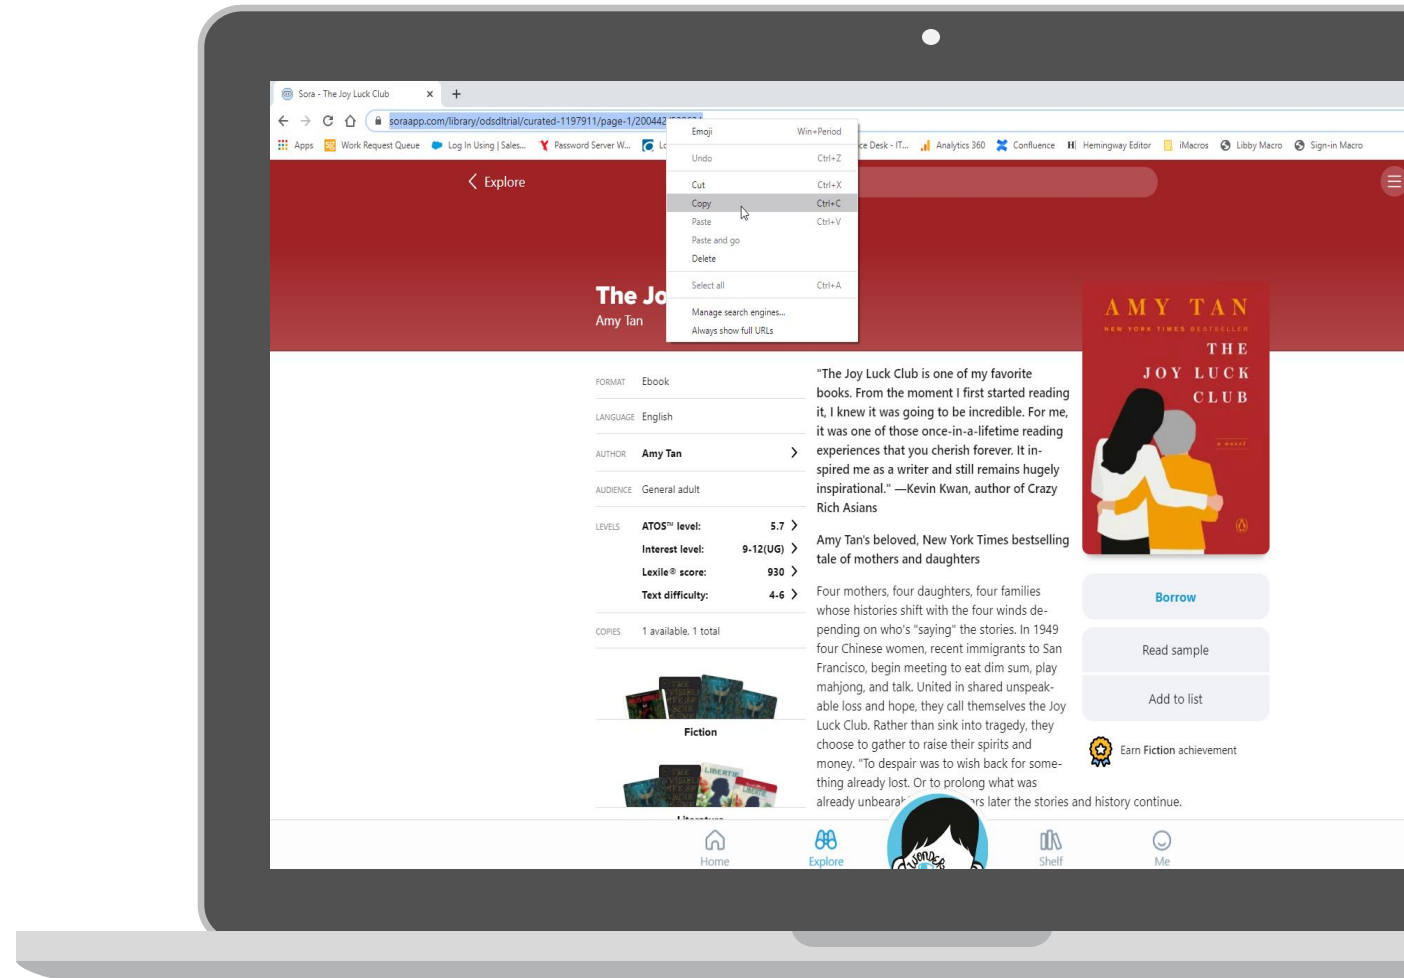 Sora - The Joy Luck Club
soraapp.com/library/odsdltrial/curated-1197911/page-1/200442
Apps Work Request Queue Log In Using | Sales... Password Server W... Desk - IT... Analytics 360 Confluence Hemingway Editor iMacros Libby Macro Sign-in Macro
Emoji Win+Period
Undo Ctrl+Z
Cut Ctrl+X
Copy Ctrl+C
Paste Ctrl+V
Paste and go
Delete
Select all Ctrl+A
Manage search engines...
Always show full URLs
Explore
The Jo
Amy Tan
FORMAT Ebook
LANGUAGE English
AUTHOR Amy Tan
AUDIENCE General adult
LEVELS ATOS™ level: 5.7
Interest level: 9-12(UG)
Lexile® score: 930
Text difficulty: 4-6
COPIES 1 available, 1 total
Fiction
LIBERTIE
"The Joy Luck Club is one of my favorite
books. From the moment I first started reading
it, I knew it was going to be incredible. For me,
it was one of those once-in-a-lifetime reading
experiences that you cherish forever. It in-
spired me as a writer and still remains hugely
inspirational." —Kevin Kwan, author of Crazy
Rich Asians
Amy Tan's beloved, New York Times bestselling
tale of mothers and daughters
Four mothers, four daughters, four families
whose histories shift with the four winds de-
pending on who's "saying" the stories. In 1949
four Chinese women, recent immigrants to San
Francisco, begin meeting to eat dim sum, play
mahjong, and talk. United in shared unspeak-
able loss and hope, they call themselves the Joy
Luck Club. Rather than sink into tragedy, they
choose to gather to raise their spirits and
money. "To despair was to wish back for some-
thing already lost. Or to prolong what was
already later the stories and history continue.
AMY TAN
NEW YORK TIMES BESTSELLER
THE
JOY LUCK
CLUB
a novel
Borrow
Read sample
Add to list
Earn Fiction achievement
Home
Explore
WONDER
Shelf
Me